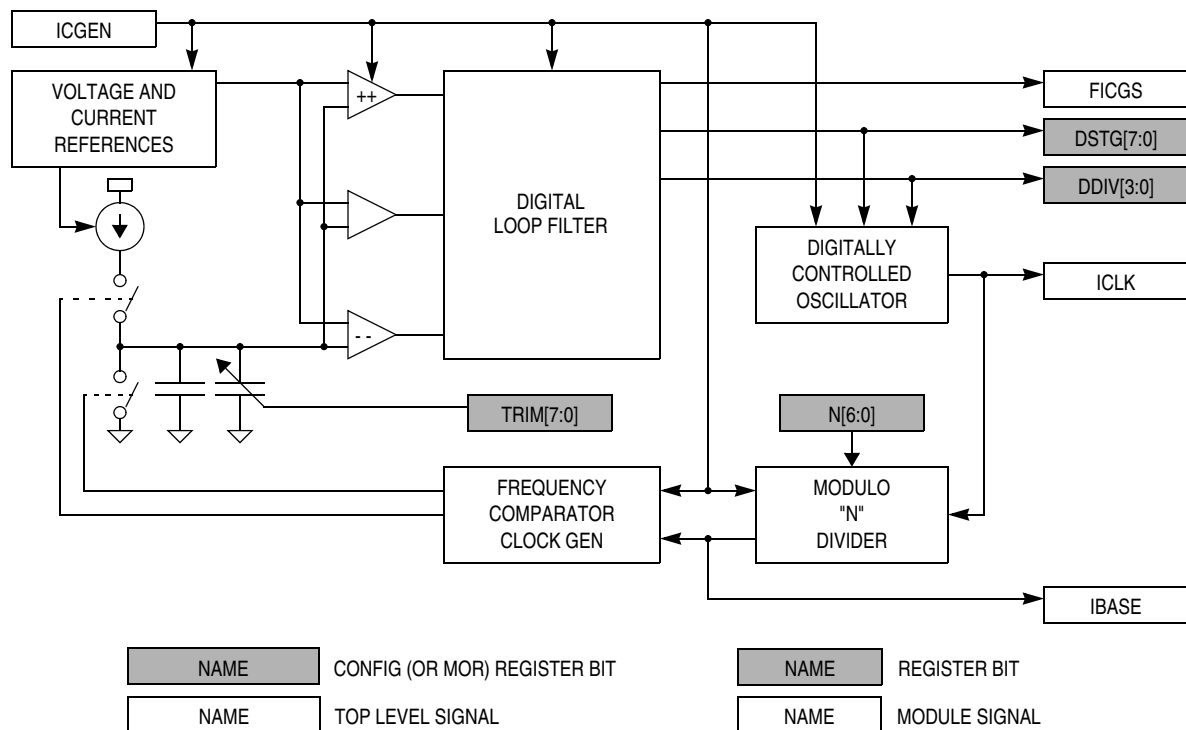 ICGEN
VOLTAGE AND
CURRENT
REFERENCES
++
- -
DIGITAL
LOOP FILTER
FICGS
DSTG[7:0]
DDIV[3:0]
DIGITALLY
CONTROLLED
OSCILLATOR
ICLK
TRIM[7:0]
N[6:0]
FREQUENCY
COMPARATOR
CLOCK GEN
MODULO
"N"
DIVIDER
IBASE
NAME CONFIG (OR MOR) REGISTER BIT
NAME REGISTER BIT
NAME TOP LEVEL SIGNAL
NAME MODULE SIGNAL